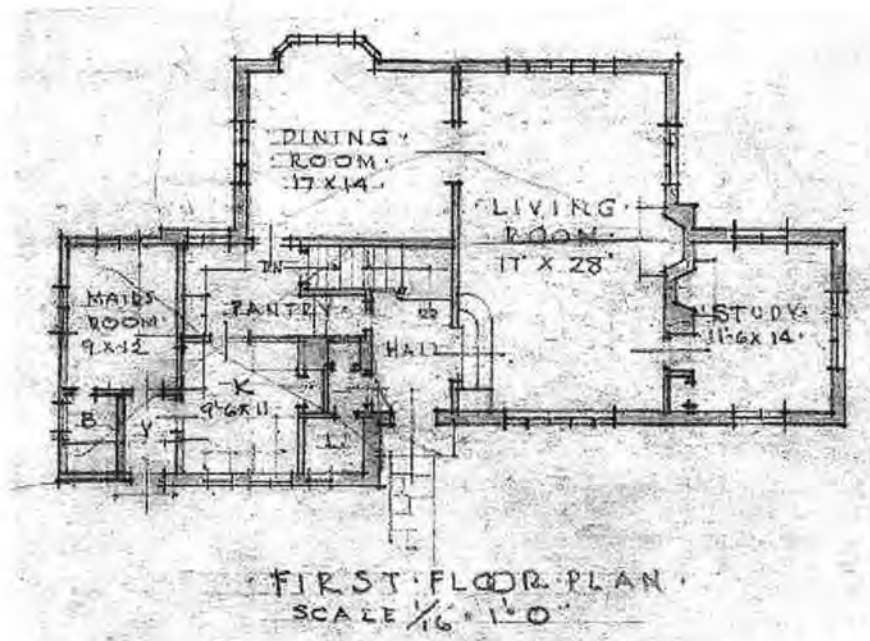 DINING
ROOM
17 X 14
LIVING
ROOM
17' X 28'
DN
MAIDS
ROOM
9 X 12
PANTRY
HALL
STUDY
11'-6 X 14
K
9'-6 X 11
B
V
L
FIRST · FLOOR · PLAN ·
SCALE 1/16" = 1'-0"